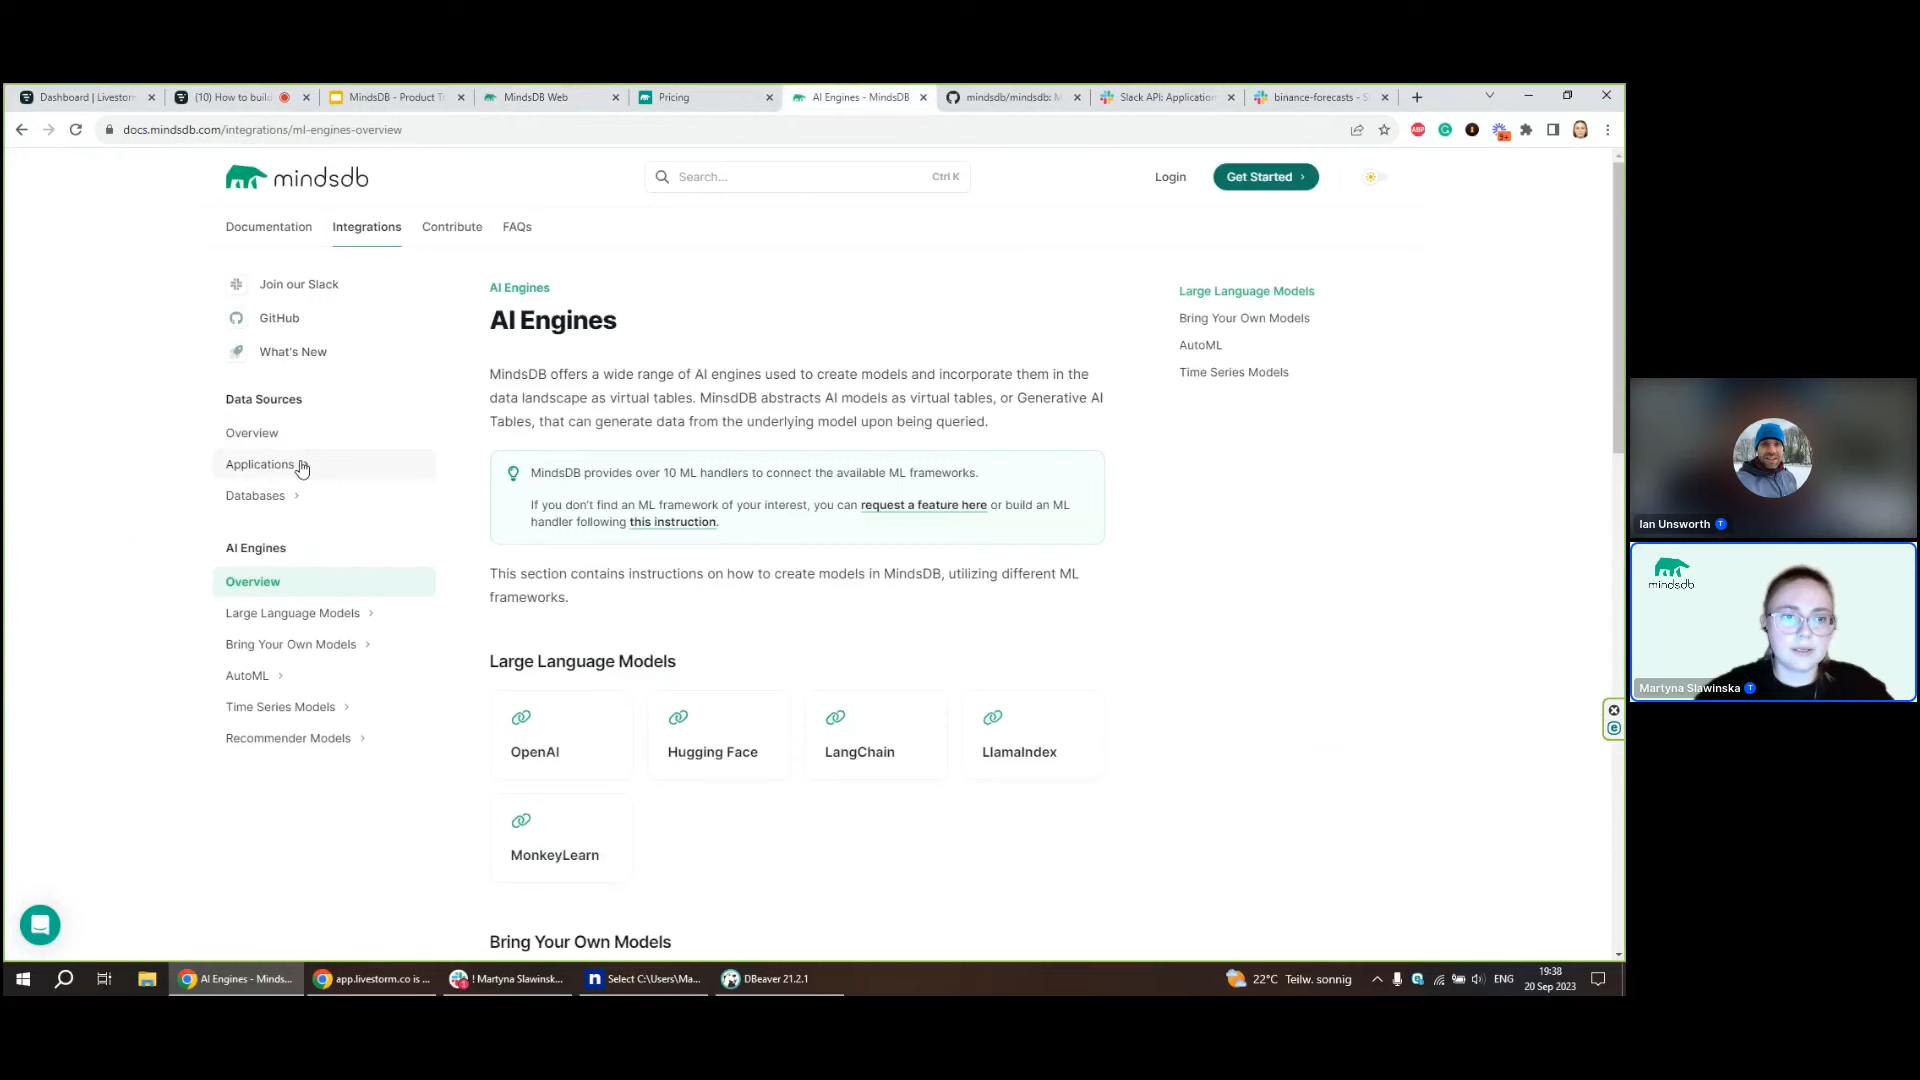 Dashboard | Livestorm
(10) How to build
MindsDB - Product T
MindsDB Web
Pricing
AI Engines - MindsDB
mindsdb/mindsdb: M
Slack API: Application
binance-forecasts - S
docs.mindsdb.com/integrations/ml-engines-overview
ABP
5+
mindsdb
Search...
Ctrl K
Login
Get Started
Documentation
Integrations
Contribute
FAQs
Join our Slack
GitHub
What's New
Data Sources
Overview
Applications
Databases
AI Engines
Overview
Large Language Models
Bring Your Own Models
AutoML
Time Series Models
Recommender Models
AI Engines
AI Engines
MindsDB offers a wide range of AI engines used to create models and incorporate them in the
data landscape as virtual tables. MinsdDB abstracts AI models as virtual tables, or Generative AI
Tables, that can generate data from the underlying model upon being queried.
MindsDB provides over 10 ML handlers to connect the available ML frameworks.
If you don't find an ML framework of your interest, you can request a feature here or build an ML
handler following this instruction.
This section contains instructions on how to create models in MindsDB, utilizing different ML
frameworks.
Large Language Models
OpenAI
Hugging Face
LangChain
LlamaIndex
MonkeyLearn
Bring Your Own Models
Large Language Models
Bring Your Own Models
AutoML
Time Series Models
Ian Unsworth
mindsdb
Martyna Slawinska
AI Engines - Minds...
app.livestorm.co is ...
! Martyna Slawinsk...
Select C:\Users\Ma...
DBeaver 21.2.1
22°C Teilw. sonnig
ENG
19:38
20 Sep 2023